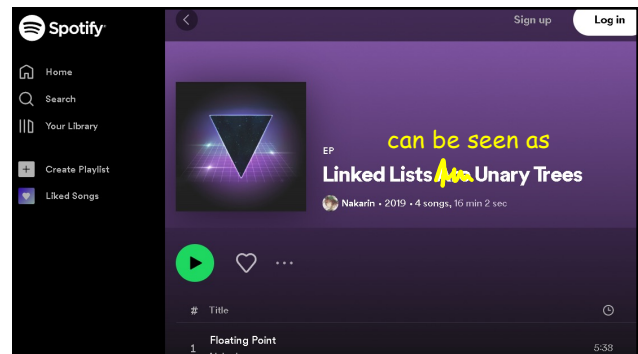 Spotify
Sign up
Log in
Home
Search
Your Library
Create Playlist
Liked Songs
EP
can be seen as
Linked Lists Are Unary Trees
Nakarin • 2019 • 4 songs, 16 min 2 sec
# Title
1 Floating Point 5:38